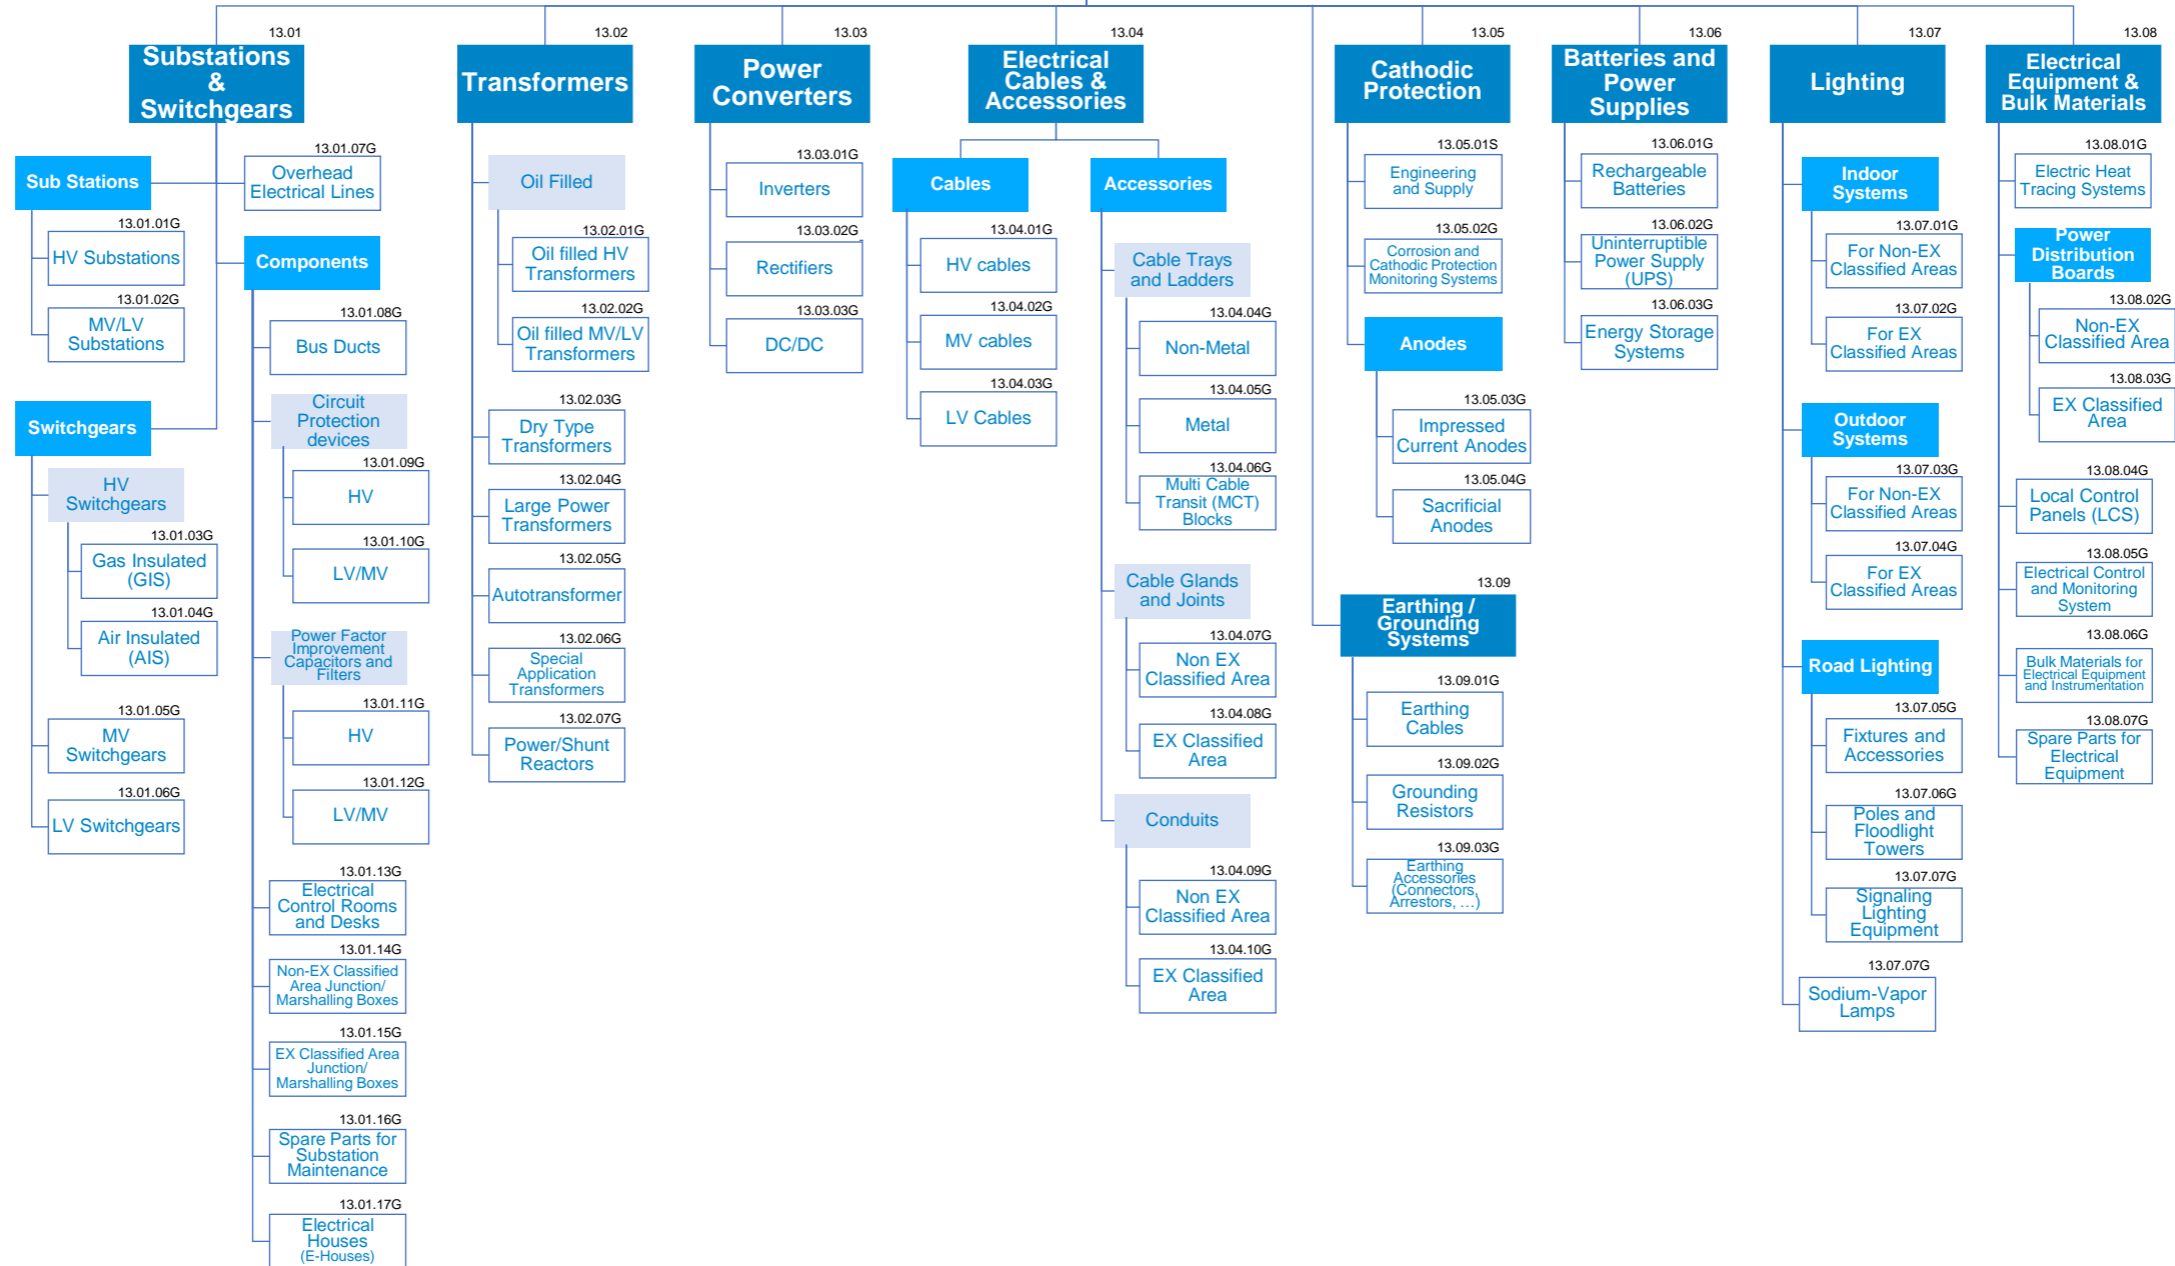 13.01
Substations
&
Switchgears
Sub Stations
13.01.01G
HV Substations
13.01.02G
MV/LV
Substations
Switchgears
HV
Switchgears
13.01.03G
Gas Insulated
(GIS)
13.01.04G
Air Insulated
(AIS)
13.01.05G
MV
Switchgears
13.01.06G
LV Switchgears
13.01.07G
Overhead
Electrical Lines
Components
13.01.08G
Bus Ducts
Circuit
Protection
devices
13.01.09G
HV
13.01.10G
LV/MV
Power Factor
Improvement
Capacitors and
Filters
13.01.11G
HV
13.01.12G
LV/MV
13.01.13G
Electrical
Control Rooms
and Desks
13.01.14G
Non-EX Classified
Area Junction/
Marshalling Boxes
13.01.15G
EX Classified Area
Junction/
Marshalling Boxes
13.01.16G
Spare Parts for
Substation
Maintenance
13.01.17G
Electrical
Houses
(E-Houses)
13.02
Transformers
Oil Filled
13.02.01G
Oil filled HV
Transformers
13.02.02G
Oil filled MV/LV
Transformers
13.02.03G
Dry Type
Transformers
13.02.04G
Large Power
Transformers
13.02.05G
Autotransformer
13.02.06G
Special
Application
Transformers
13.02.07G
Power/Shunt
Reactors
13.03
Power
Converters
13.03.01G
Inverters
13.03.02G
Rectifiers
13.03.03G
DC/DC
13.04
Electrical
Cables &
Accessories
Cables
13.04.01G
HV cables
13.04.02G
MV cables
13.04.03G
LV Cables
Accessories
Cable Trays
and Ladders
13.04.04G
Non-Metal
13.04.05G
Metal
13.04.06G
Multi Cable
Transit (MCT)
Blocks
Cable Glands
and Joints
13.04.07G
Non EX
Classified Area
13.04.08G
EX Classified
Area
Conduits
13.04.09G
Non EX
Classified Area
13.04.10G
EX Classified
Area
13.05
Cathodic
Protection
13.05.01S
Engineering
and Supply
13.05.02G
Corrosion and
Cathodic Protection
Monitoring Systems
Anodes
13.05.03G
Impressed
Current Anodes
13.05.04G
Sacrificial
Anodes
13.09
Earthing /
Grounding
Systems
13.09.01G
Earthing
Cables
13.09.02G
Grounding
Resistors
13.09.03G
Earthing
Accessories
(Connectors,
Arrestors, …)
13.06
Batteries and
Power
Supplies
13.06.01G
Rechargeable
Batteries
13.06.02G
Uninterruptible
Power Supply
(UPS)
13.06.03G
Energy Storage
Systems
13.07
Lighting
Indoor
Systems
13.07.01G
For Non-EX
Classified Areas
13.07.02G
For EX
Classified Areas
Outdoor
Systems
13.07.03G
For Non-EX
Classified Areas
13.07.04G
For EX
Classified Areas
Road Lighting
13.07.05G
Fixtures and
Accessories
13.07.06G
Poles and
Floodlight
Towers
13.07.07G
Signaling
Lighting
Equipment
13.07.07G
Sodium-Vapor
Lamps
13.08
Electrical
Equipment &
Bulk Materials
13.08.01G
Electric Heat
Tracing Systems
Power
Distribution
Boards
13.08.02G
Non-EX
Classified Area
13.08.03G
EX Classified
Area
13.08.04G
Local Control
Panels (LCS)
13.08.05G
Electrical Control
and Monitoring
System
13.08.06G
Bulk Materials for
Electrical Equipment
and Instrumentation
13.08.07G
Spare Parts for
Electrical
Equipment